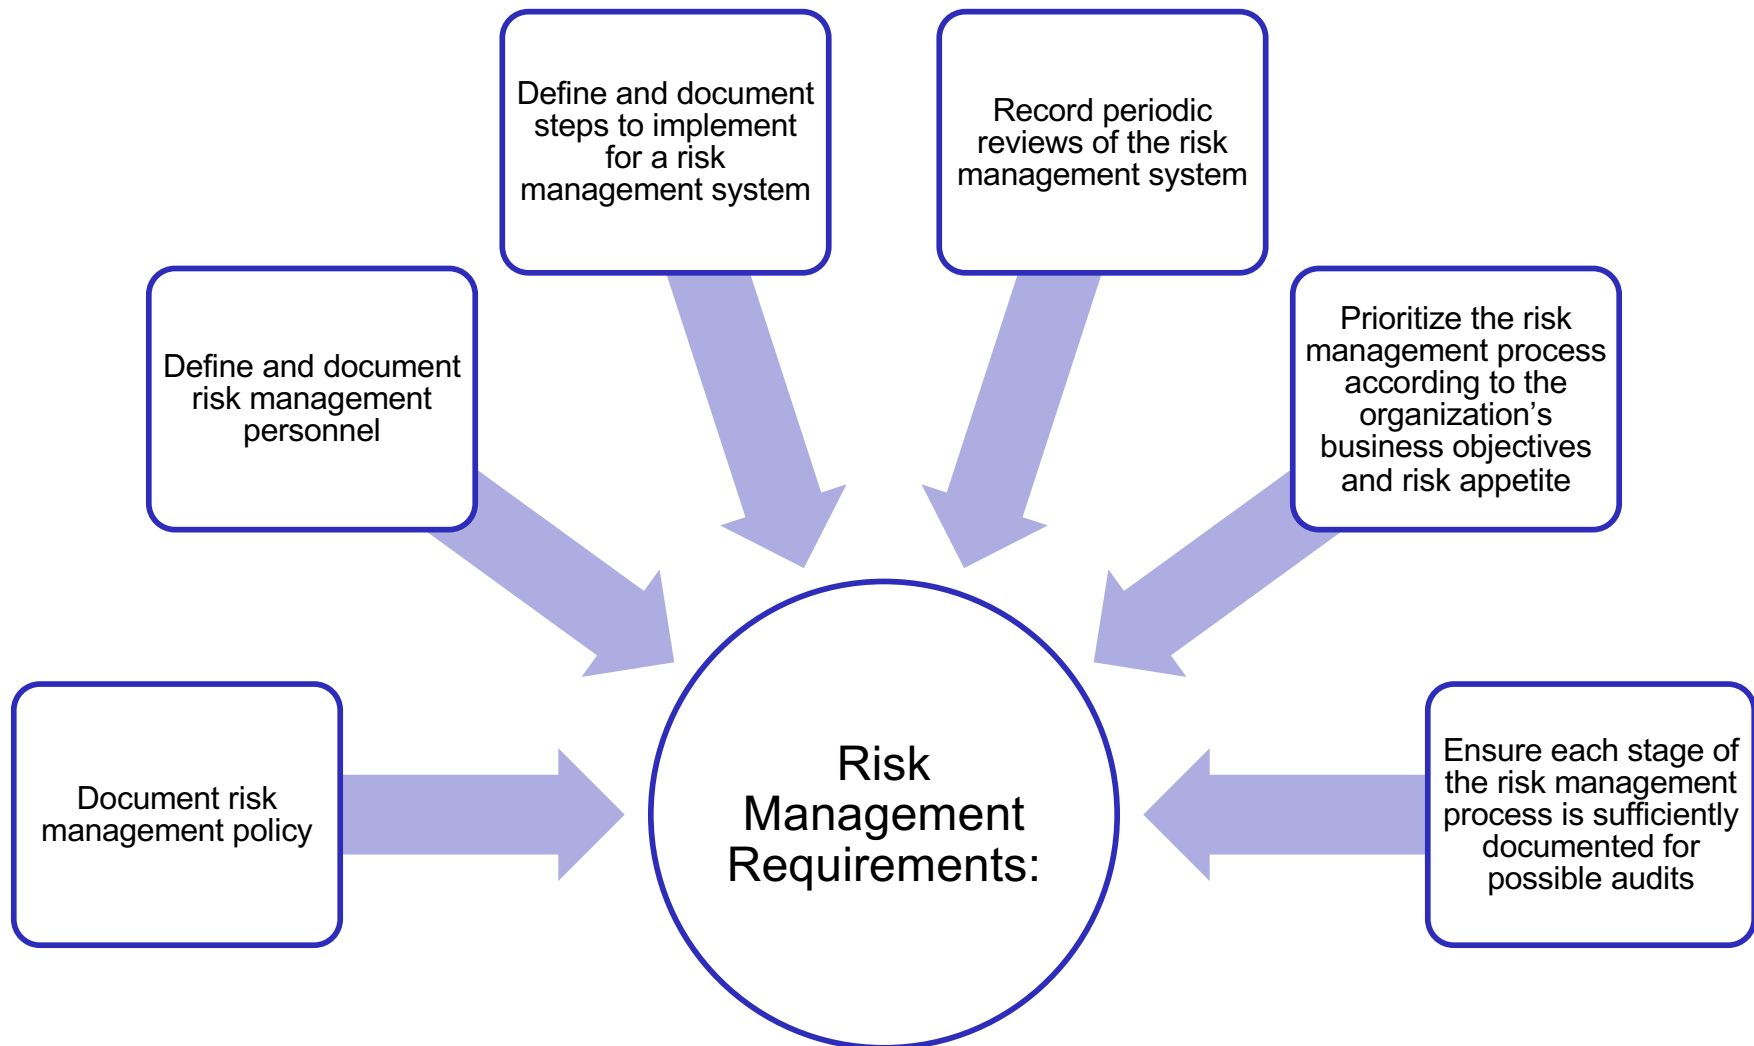 Define and document
steps to implement
for a risk
management system
Record periodic
reviews of the risk
management system
Define and document
risk management
personnel
Prioritize the risk
management process
according to the
organization’s
business objectives
and risk appetite
Document risk
management policy
Risk
Management
Requirements:
Ensure each stage of
the risk management
process is sufficiently
documented for
possible audits